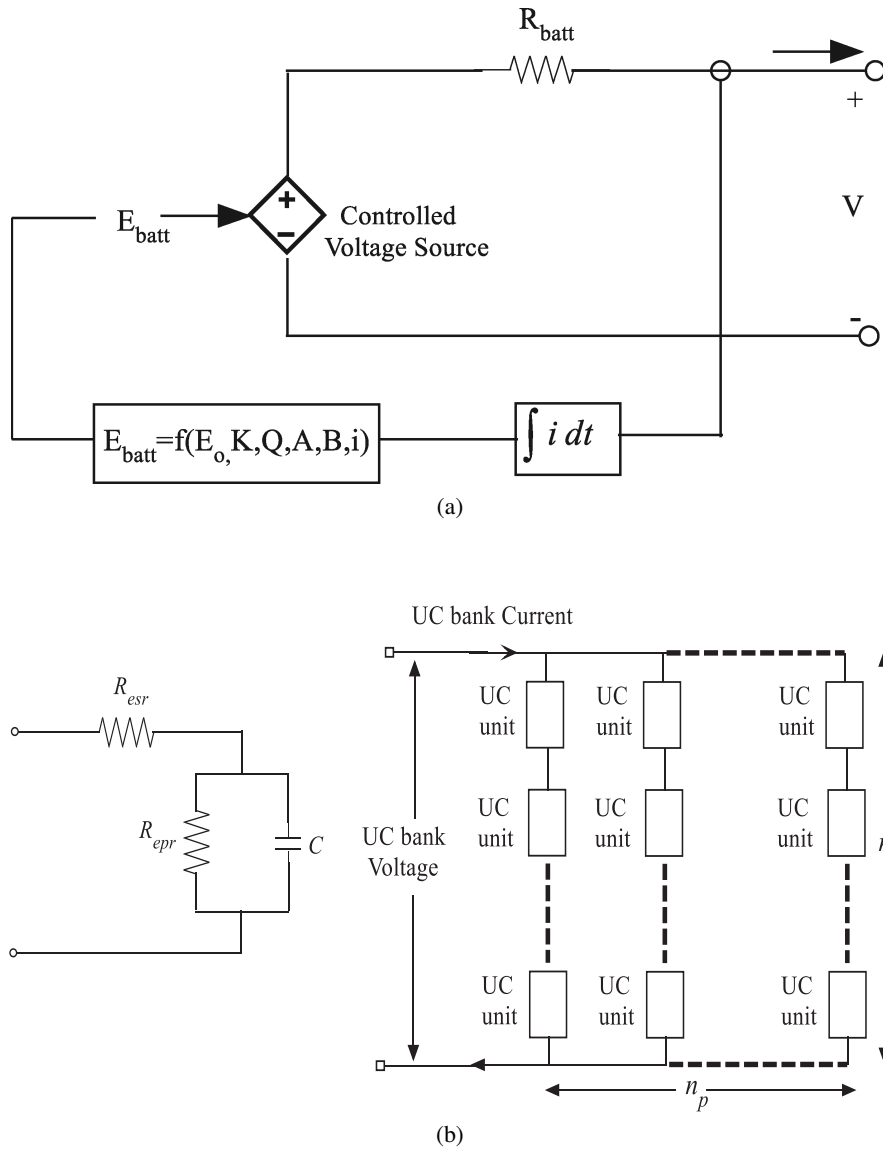 R_batt
+
E_batt
+
−
Controlled
Voltage Source
V
-
E_batt=f(E_o,K,Q,A,B,i)
∫ i dt
(a)
UC bank Current
R_esr
R_epr
C
UC bank
Voltage
UC
unit
UC
unit
UC
unit
UC
unit
UC
unit
UC
unit
UC
unit
UC
unit
UC
unit
n_p
(b)